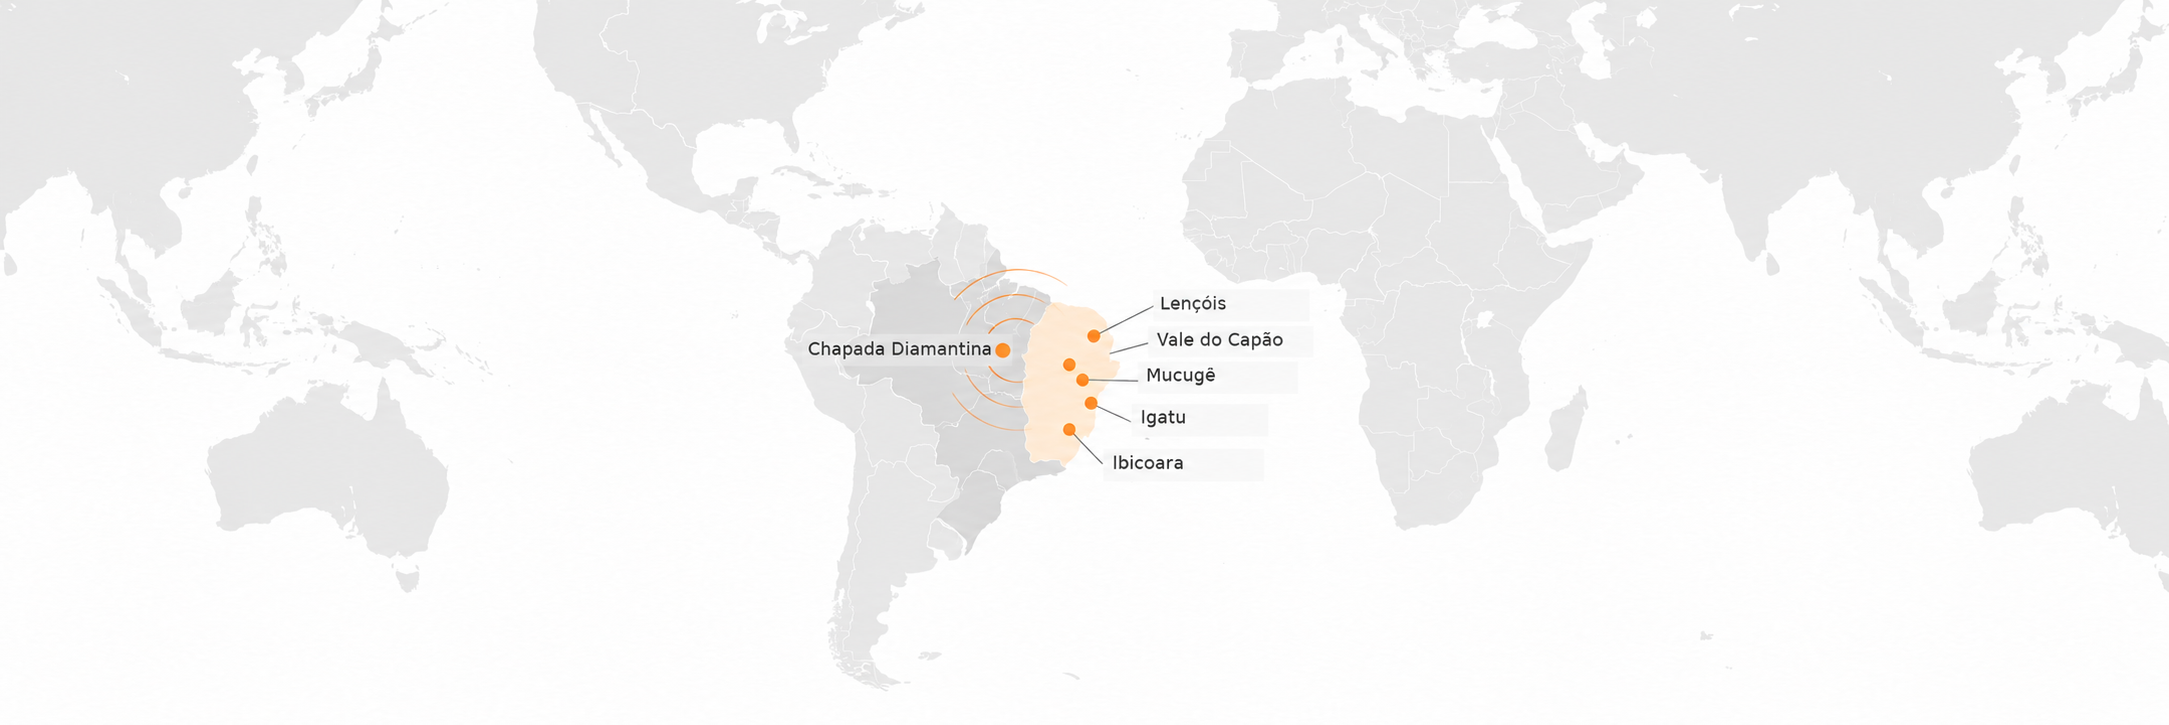 Lençóis
Vale do Capão
Chapada Diamantina
Mucugê
Igatu
Ibicoara